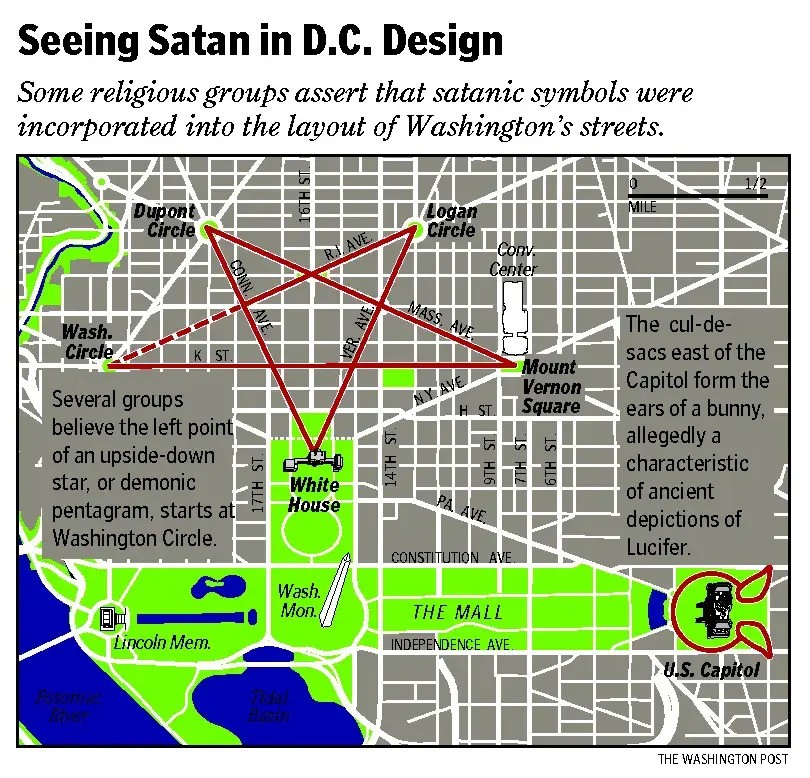 Seeing Satan in D.C. Design
Some religious groups assert that satanic symbols were
incorporated into the layout of Washington's streets.
0 1/2
MILE
16TH ST.
Dupont
Circle
Logan
Circle
R.I. AVE.
Conv.
Center
CONN. AVE.
VER. AVE.
MASS. AVE.
Wash.
Circle
K ST.
Mount
Vernon
Square
N Y AVE.
H ST.
The cul-de-
sacs east of the
Capitol form the
ears of a bunny,
allegedly a
characteristic
of ancient
depictions of
Lucifer.
Several groups
believe the left point
of an upside-down
star, or demonic
pentagram, starts at
Washington Circle.
17TH ST.
White
House
14TH ST.
9TH ST.
7TH ST.
6TH ST.
PA. AVE.
CONSTITUTION AVE.
Wash.
Mon.
THE MALL
Lincoln Mem.
INDEPENDENCE AVE.
U.S. Capitol
Potomac
River
Tidal
Basin
THE WASHINGTON POST